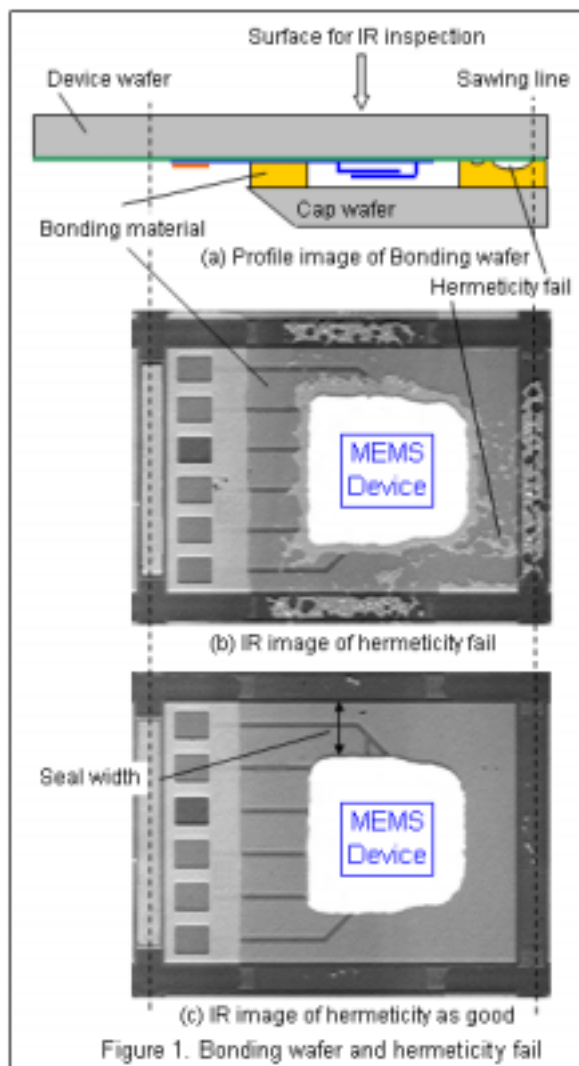 Surface for IR inspection
Device wafer
Sawing line
Cap wafer
Bonding material
(a) Profile image of Bonding wafer
Hermeticity fail
MEMS
Device
(b) IR image of hermeticity fail
Seal width
MEMS
Device
(c) IR image of hermeticity as good
Figure 1. Bonding wafer and hermeticity fail